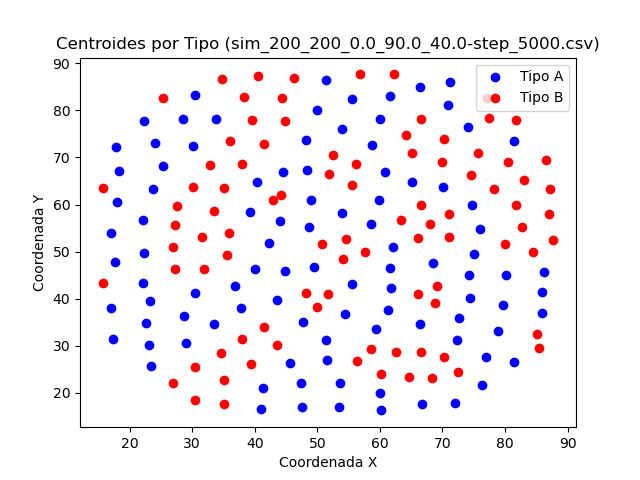 Centroides por Tipo (sim_200_200_0.0_90.0_40.0-step_5000.csv)
Tipo A
Tipo B
90
80
70
60
50
40
30
20
Coordenada Y
20 30 40 50 60 70 80 90
Coordenada X